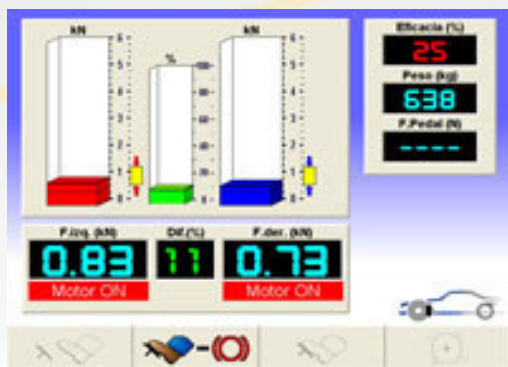 kN
%
kN
6
5
4
3
2
1
0
100
80
60
40
20
0
6
5
4
3
2
1
0
Eficacia (%)
25
Peso (kg)
638
F.Pedal (N)
----
F.izq. (kN)
0.83
Motor ON
Dif.(%)
11
F.der. (kN)
0.73
Motor ON